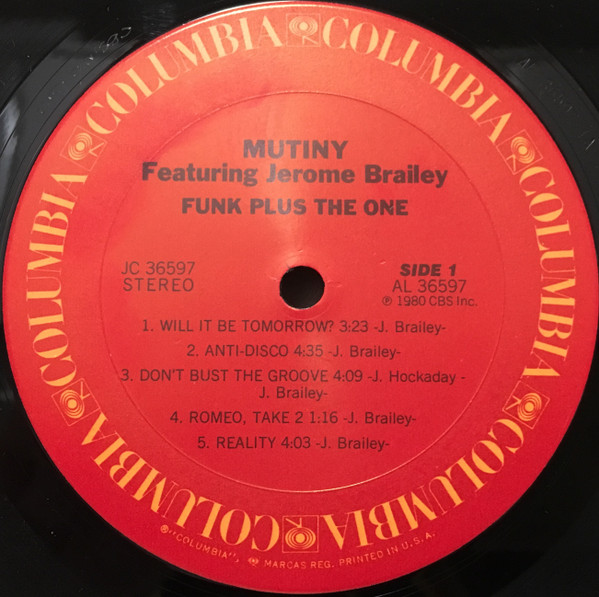 COLUMBIA COLUMBIA COLUMBIA COLUMBIA COLUMBIA COLUMBIA
MUTINY
Featuring Jerome Brailey
FUNK PLUS THE ONE
JC 36597
STEREO
SIDE 1
AL 36597
℗ 1980 CBS Inc.
1. WILL IT BE TOMORROW? 3:23 -J. Brailey-
2. ANTI-DISCO 4:35 -J. Brailey-
3. DON'T BUST THE GROOVE 4:09 -J. Hockaday -
J. Brailey-
4. ROMEO, TAKE 2 1:16 -J. Brailey-
5. REALITY 4:03 -J. Brailey-
®"COLUMBIA", MARCAS REG. PRINTED IN U.S.A.